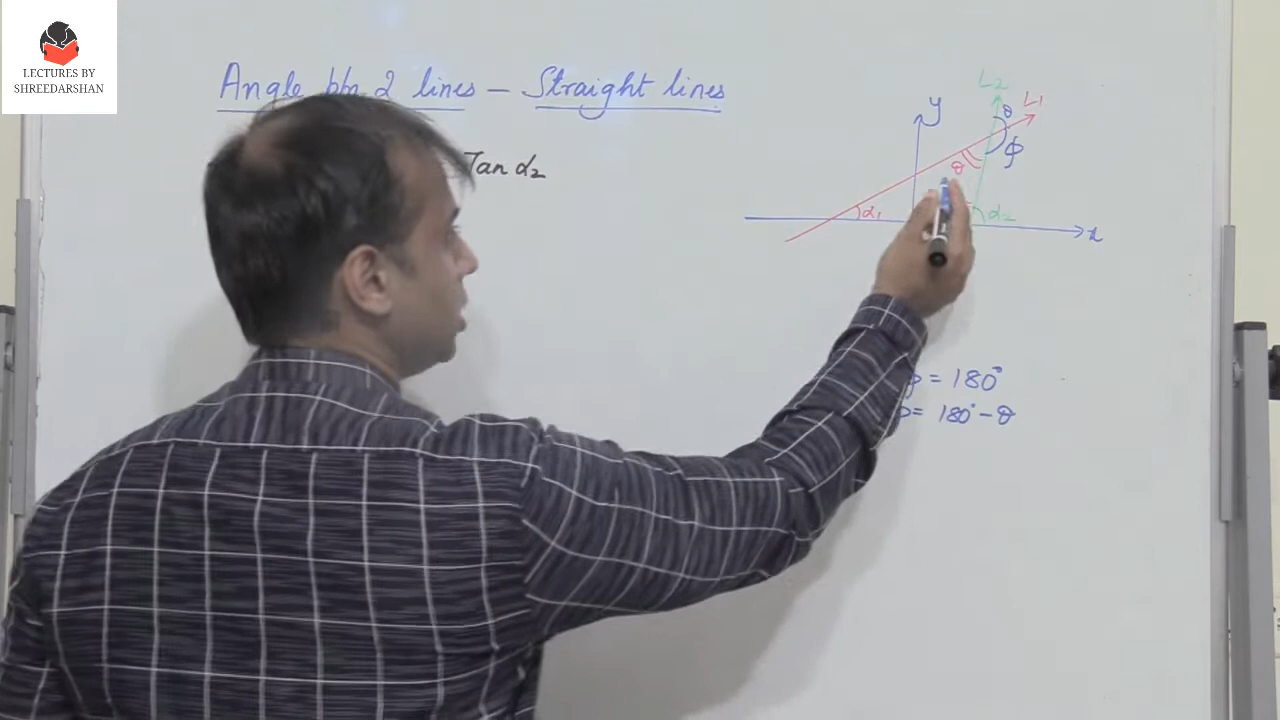 LECTURES BY
SHREEDARSHAN
Angle btn 2 lines – Straight lines
Tan α2
y
L2
L1
θ
ϕ
θ
α1
α2
x
= 180°
= 180° – θ